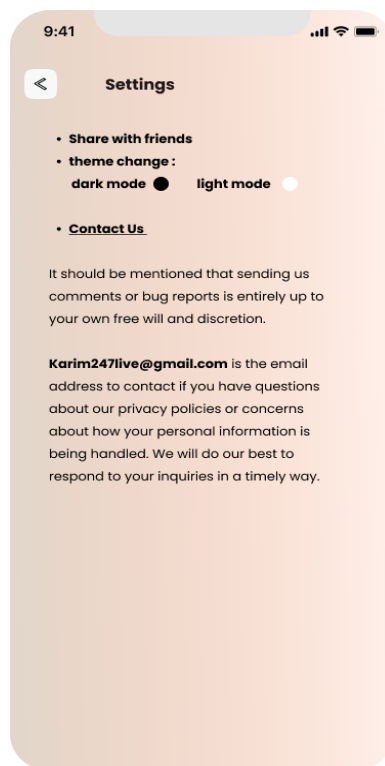 9:41
Settings
• Share with friends
• theme change :
dark mode light mode
• Contact Us
It should be mentioned that sending us
comments or bug reports is entirely up to
your own free will and discretion.
Karim247live@gmail.com is the email
address to contact if you have questions
about our privacy policies or concerns
about how your personal information is
being handled. We will do our best to
respond to your inquiries in a timely way.